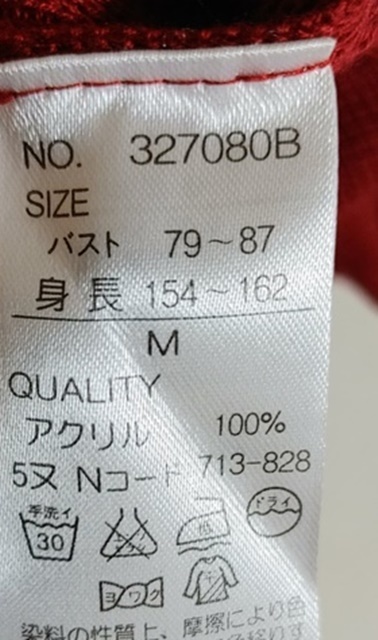 NO. 327080B
SIZE
バスト 79～87
身長 154～162
M
QUALITY
アクリル 100%
5ヌ Nコード 713-828
手洗イ
30
ドライ
ヨワク
染料の性質上、摩擦により色